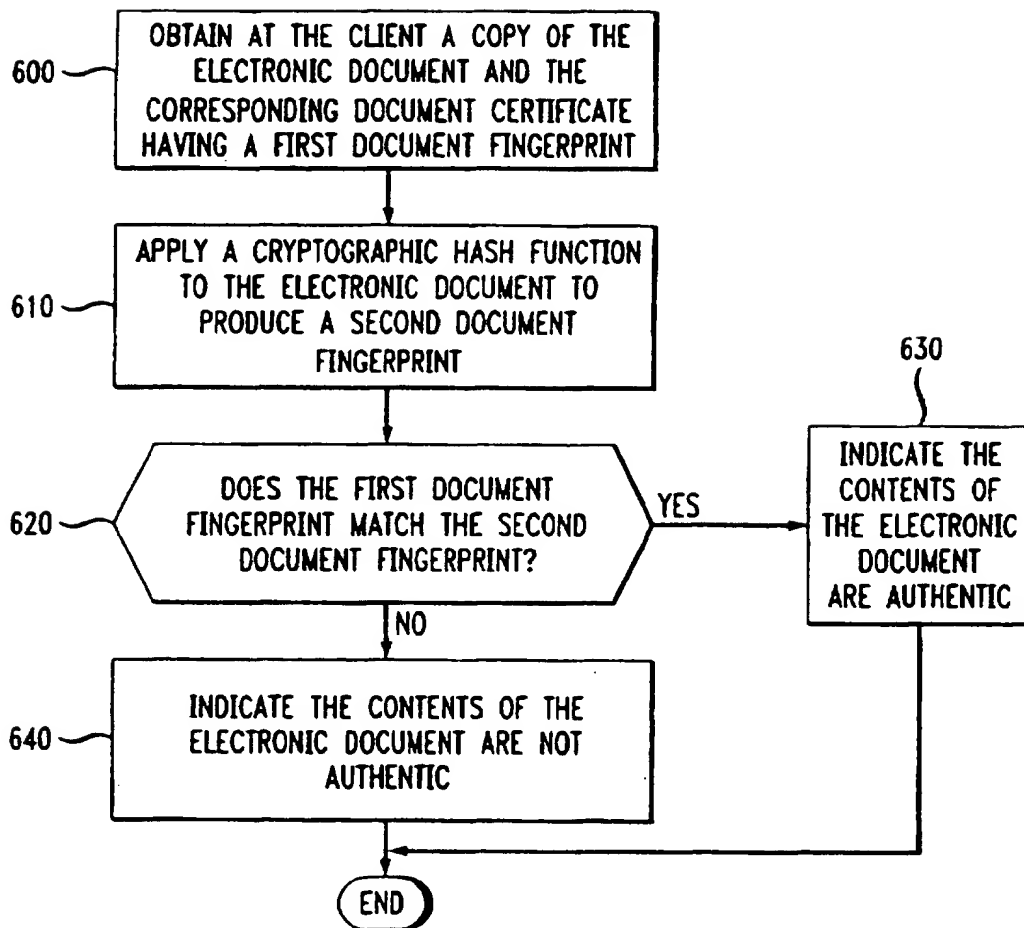 600
OBTAIN AT THE CLIENT A COPY OF THE
ELECTRONIC DOCUMENT AND THE
CORRESPONDING DOCUMENT CERTIFICATE
HAVING A FIRST DOCUMENT FINGERPRINT
610
APPLY A CRYPTOGRAPHIC HASH FUNCTION
TO THE ELECTRONIC DOCUMENT TO
PRODUCE A SECOND DOCUMENT
FINGERPRINT
620
DOES THE FIRST DOCUMENT
FINGERPRINT MATCH THE SECOND
DOCUMENT FINGERPRINT?
YES
630
INDICATE THE
CONTENTS OF
THE ELECTRONIC
DOCUMENT
ARE AUTHENTIC
NO
640
INDICATE THE CONTENTS OF THE
ELECTRONIC DOCUMENT ARE NOT
AUTHENTIC
END